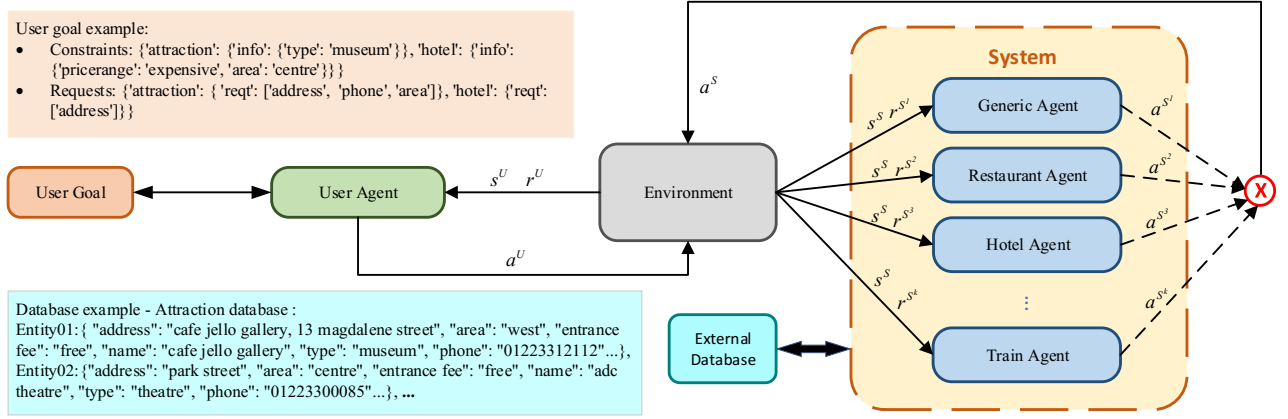 User goal example:
• Constraints: {'attraction': {'info': {'type': 'museum'}}, 'hotel': {'info':
{'pricerange': 'expensive', 'area': 'centre'}}}
• Requests: {'attraction': { 'reqt': ['address', 'phone', 'area']}, 'hotel': {'reqt':
['address']}}
User Goal
User Agent
s^U r^U
a^U
Environment
a^S
System
s^S r^{S^1}
Generic Agent
a^{S^1}
s^S r^{S^2}
Restaurant Agent
a^{S^2}
X
s^S r^{S^3}
Hotel Agent
a^{S^3}
...
s^S
r^{S^k}
Train Agent
a^{S^k}
External
Database
Database example - Attraction database :
Entity01: { "address": "cafe jello gallery, 13 magdalene street", "area": "west", "entrance
fee": "free", "name": "cafe jello gallery", "type": "museum", "phone": "01223312112"...},
Entity02: {"address": "park street", "area": "centre", "entrance fee": "free", "name": "adc
theatre", "type": "theatre", "phone": "01223300085"...}, ...